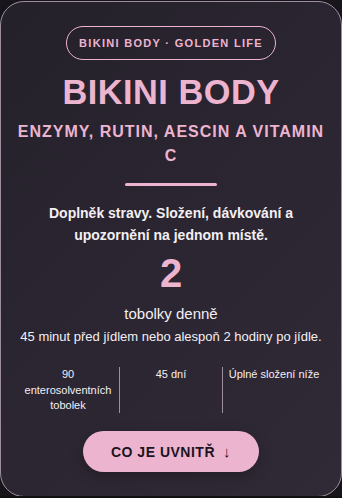 BIKINI BODY · GOLDEN LIFE
BIKINI BODY
ENZYMY, RUTIN, AESCIN A VITAMIN
C
Doplněk stravy. Složení, dávkování a
upozornění na jednom místě.
2
tobolky denně
45 minut před jídlem nebo alespoň 2 hodiny po jídle.
90
enterosolventních
tobolek
45 dní
Úplné složení níže
CO JE UVNITŘ ↓